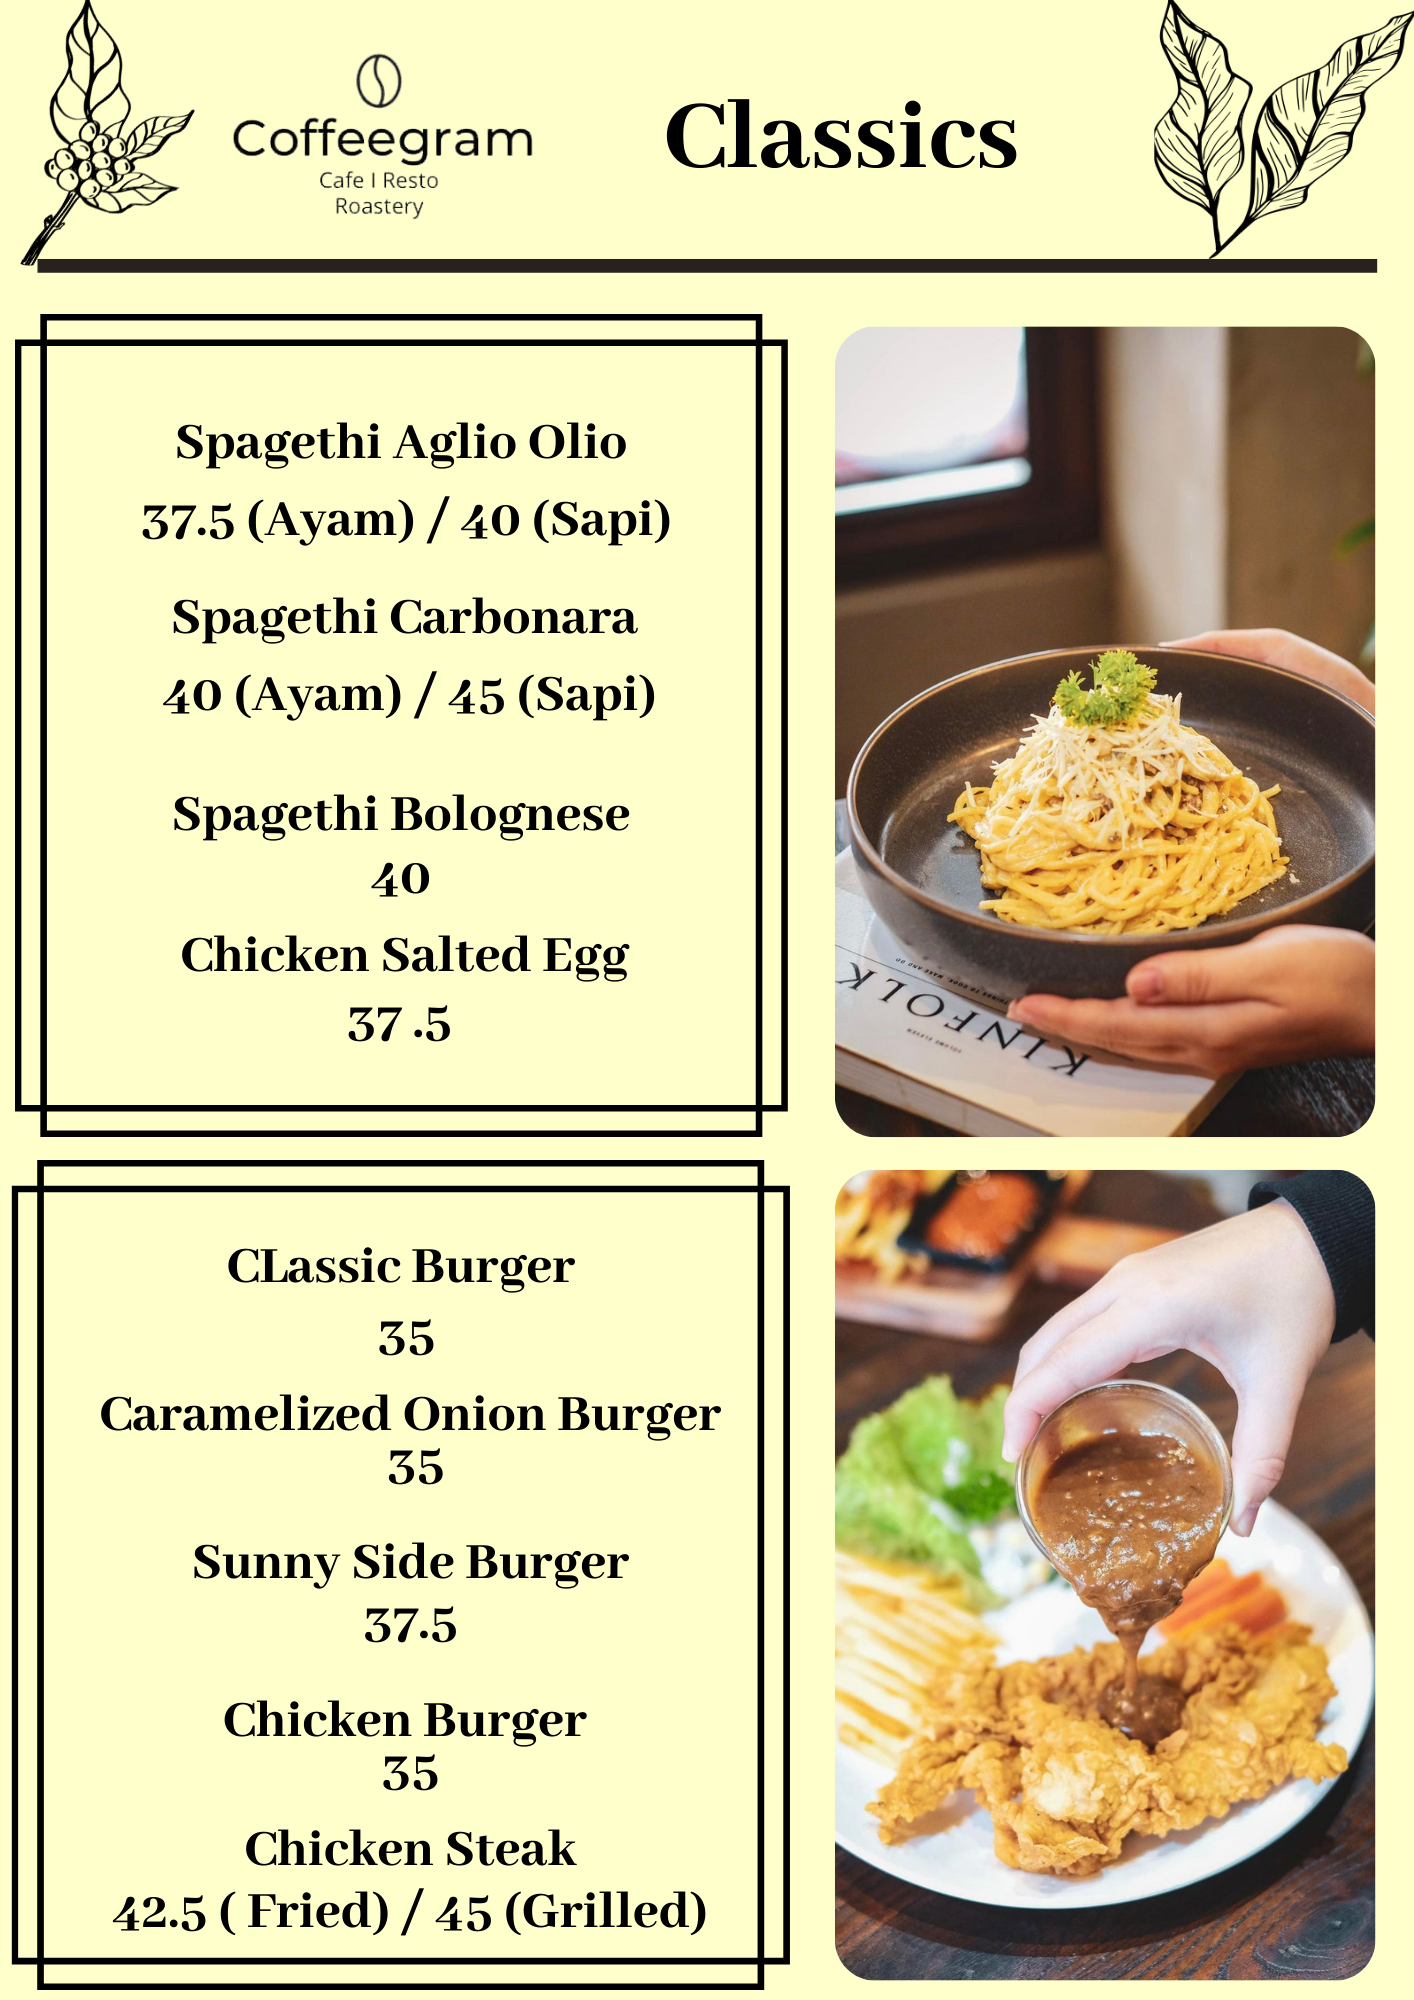 Coffeegram
Cafe I Resto
Roastery
Classics
Spagethi Aglio Olio
37.5 (Ayam) / 40 (Sapi)
Spagethi Carbonara
40 (Ayam) / 45 (Sapi)
Spagethi Bolognese
40
Chicken Salted Egg
37 .5
KINFOLK
VOLUME ELEVEN
CLassic Burger
35
Caramelized Onion Burger
35
Sunny Side Burger
37.5
Chicken Burger
35
Chicken Steak
42.5 ( Fried) / 45 (Grilled)